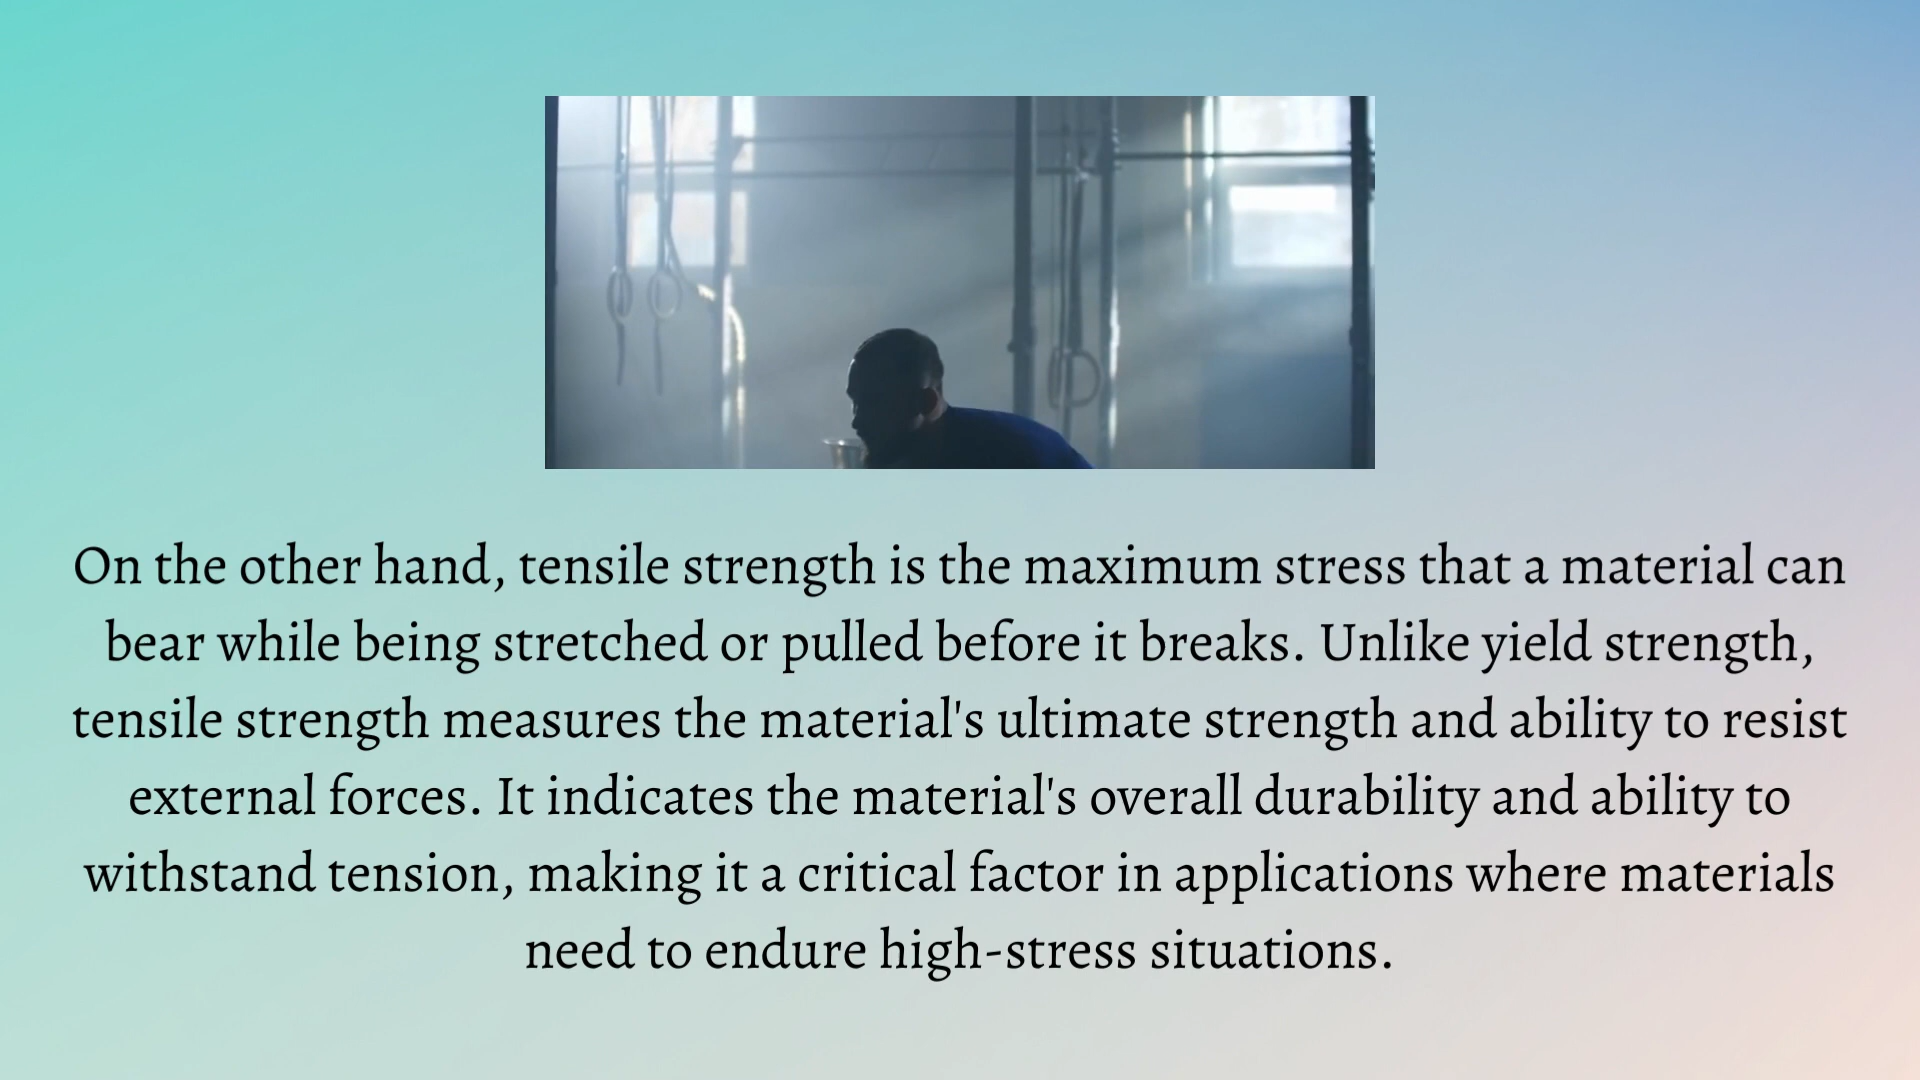 On the other hand, tensile strength is the maximum stress that a material can
bear while being stretched or pulled before it breaks. Unlike yield strength,
tensile strength measures the material's ultimate strength and ability to resist
external forces. It indicates the material's overall durability and ability to
withstand tension, making it a critical factor in applications where materials
need to endure high-stress situations.